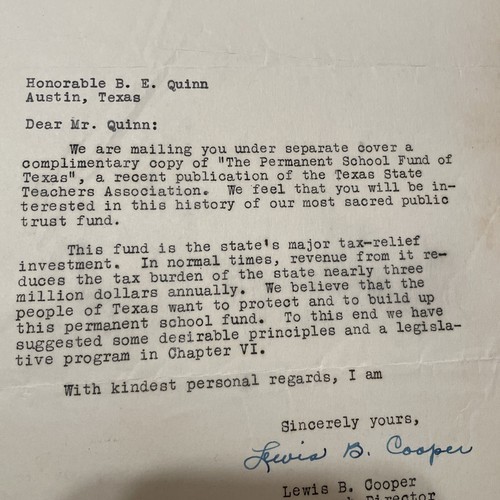 Honorable B. E. Quinn
Austin, Texas
Dear Mr. Quinn:
We are mailing you under separate cover a
complimentary copy of "The Permanent School Fund of
Texas", a recent publication of the Texas State
Teachers Association. We feel that you will be in-
terested in this history of our most sacred public
trust fund.
This fund is the state's major tax-relief
investment. In normal times, revenue from it re-
duces the tax burden of the state nearly three
million dollars annually. We believe that the
people of Texas want to protect and to build up
this permanent school fund. To this end we have
suggested some desirable principles and a legisla-
tive program in Chapter VI.
With kindest personal regards, I am
Sincerely yours,
Lewis B. Cooper
Lewis B. Cooper
Director